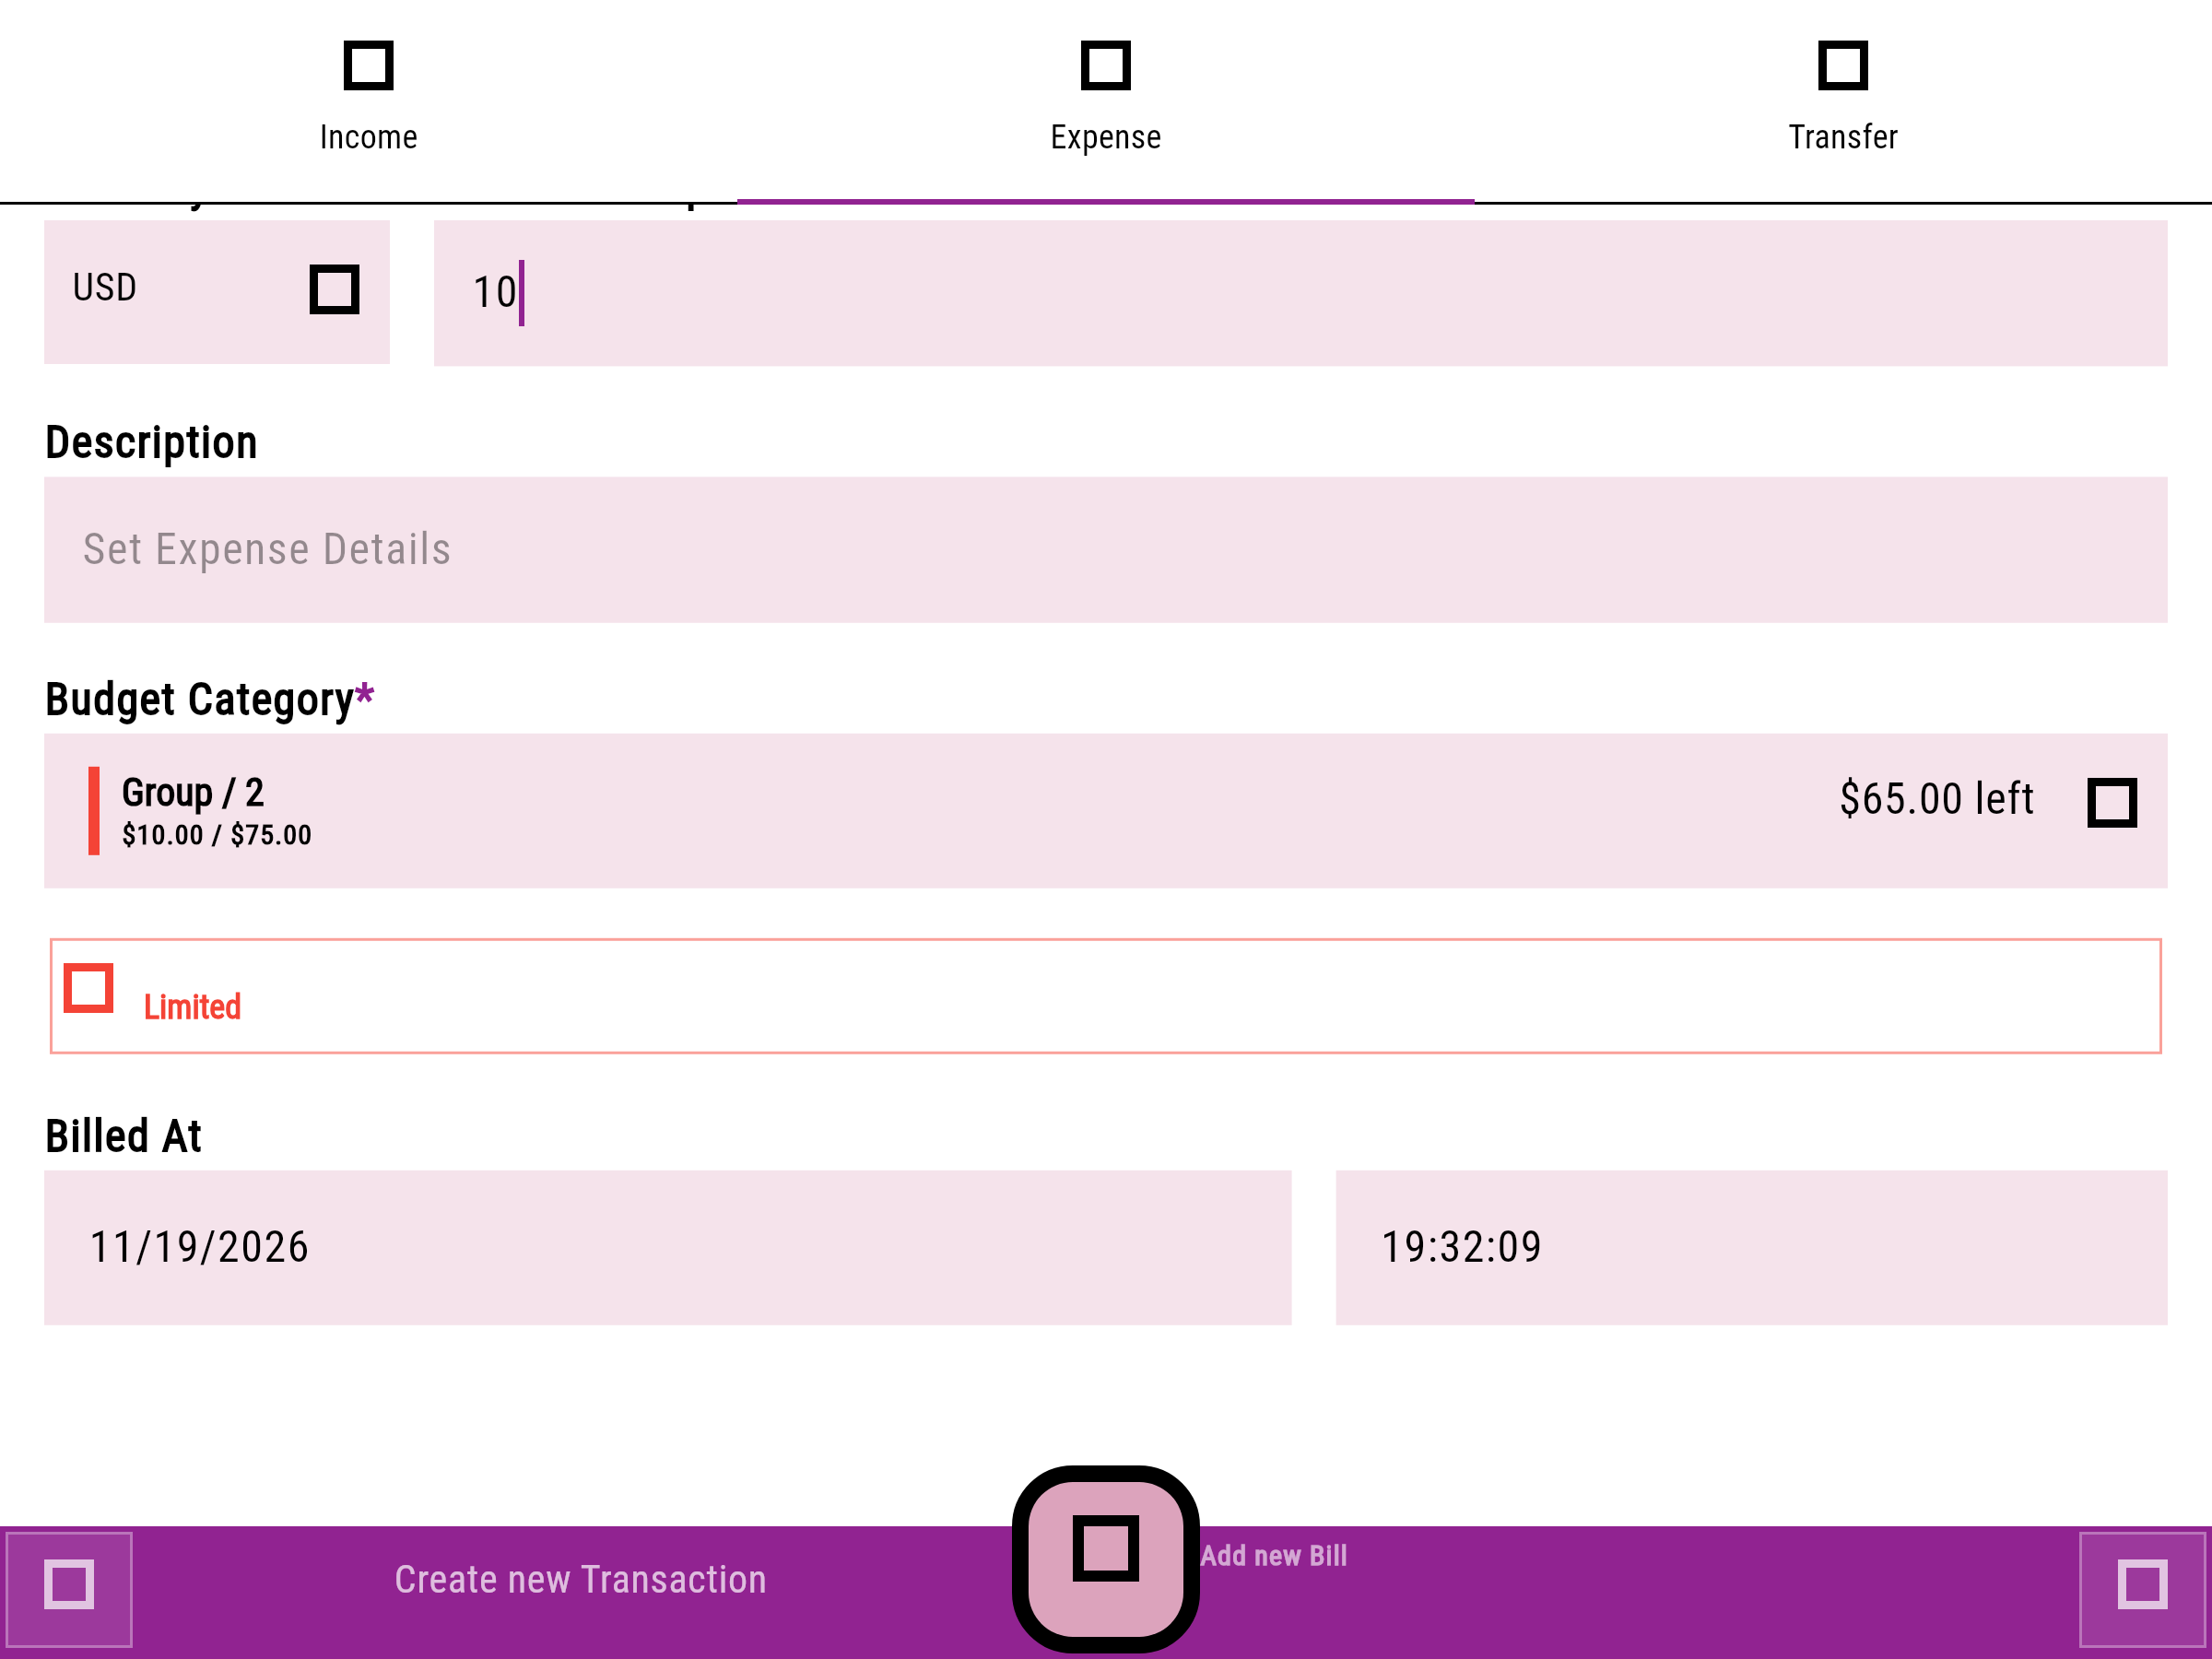 Income
Expense
Transfer
USD
10
Description
Set Expense Details
Budget Category*
Group / 2
$10.00 / $75.00
$65.00 left
Limited
Billed At
11/19/2026
19:32:09
Create new Transaction
Add new Bill